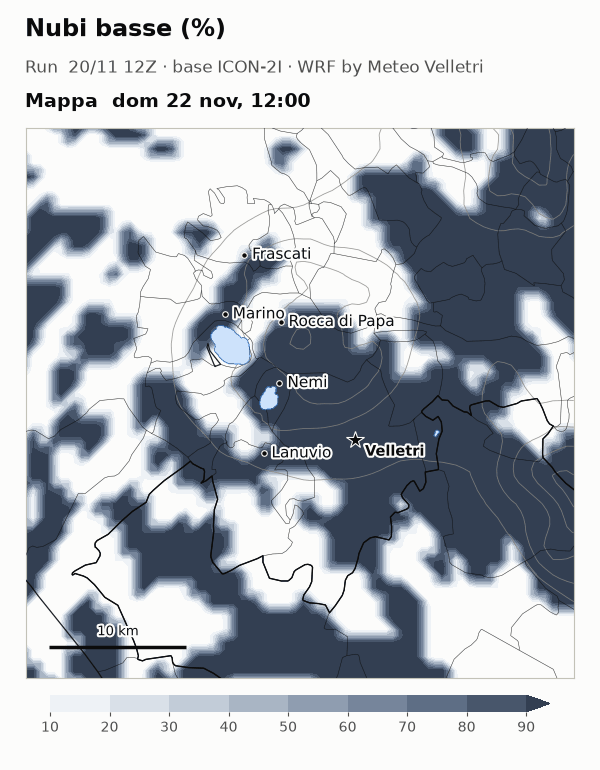 Nubi basse (%)
Run  20/11 12Z · base ICON-2I · WRF by Meteo Velletri
Mappa  dom 22 nov, 12:00
Frascati
Marino
Rocca di Papa
Nemi
Velletri
Lanuvio
10 km
10 20 30 40 50 60 70 80 90